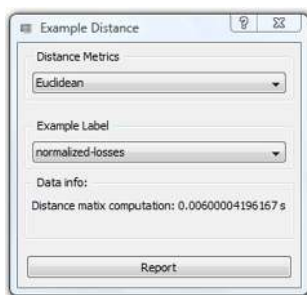 Example Distance
Distance Metrics
Euclidean
Example Label
normalized-losses
Data info:
Distance matix computation: 0.00600004196167 s
Report